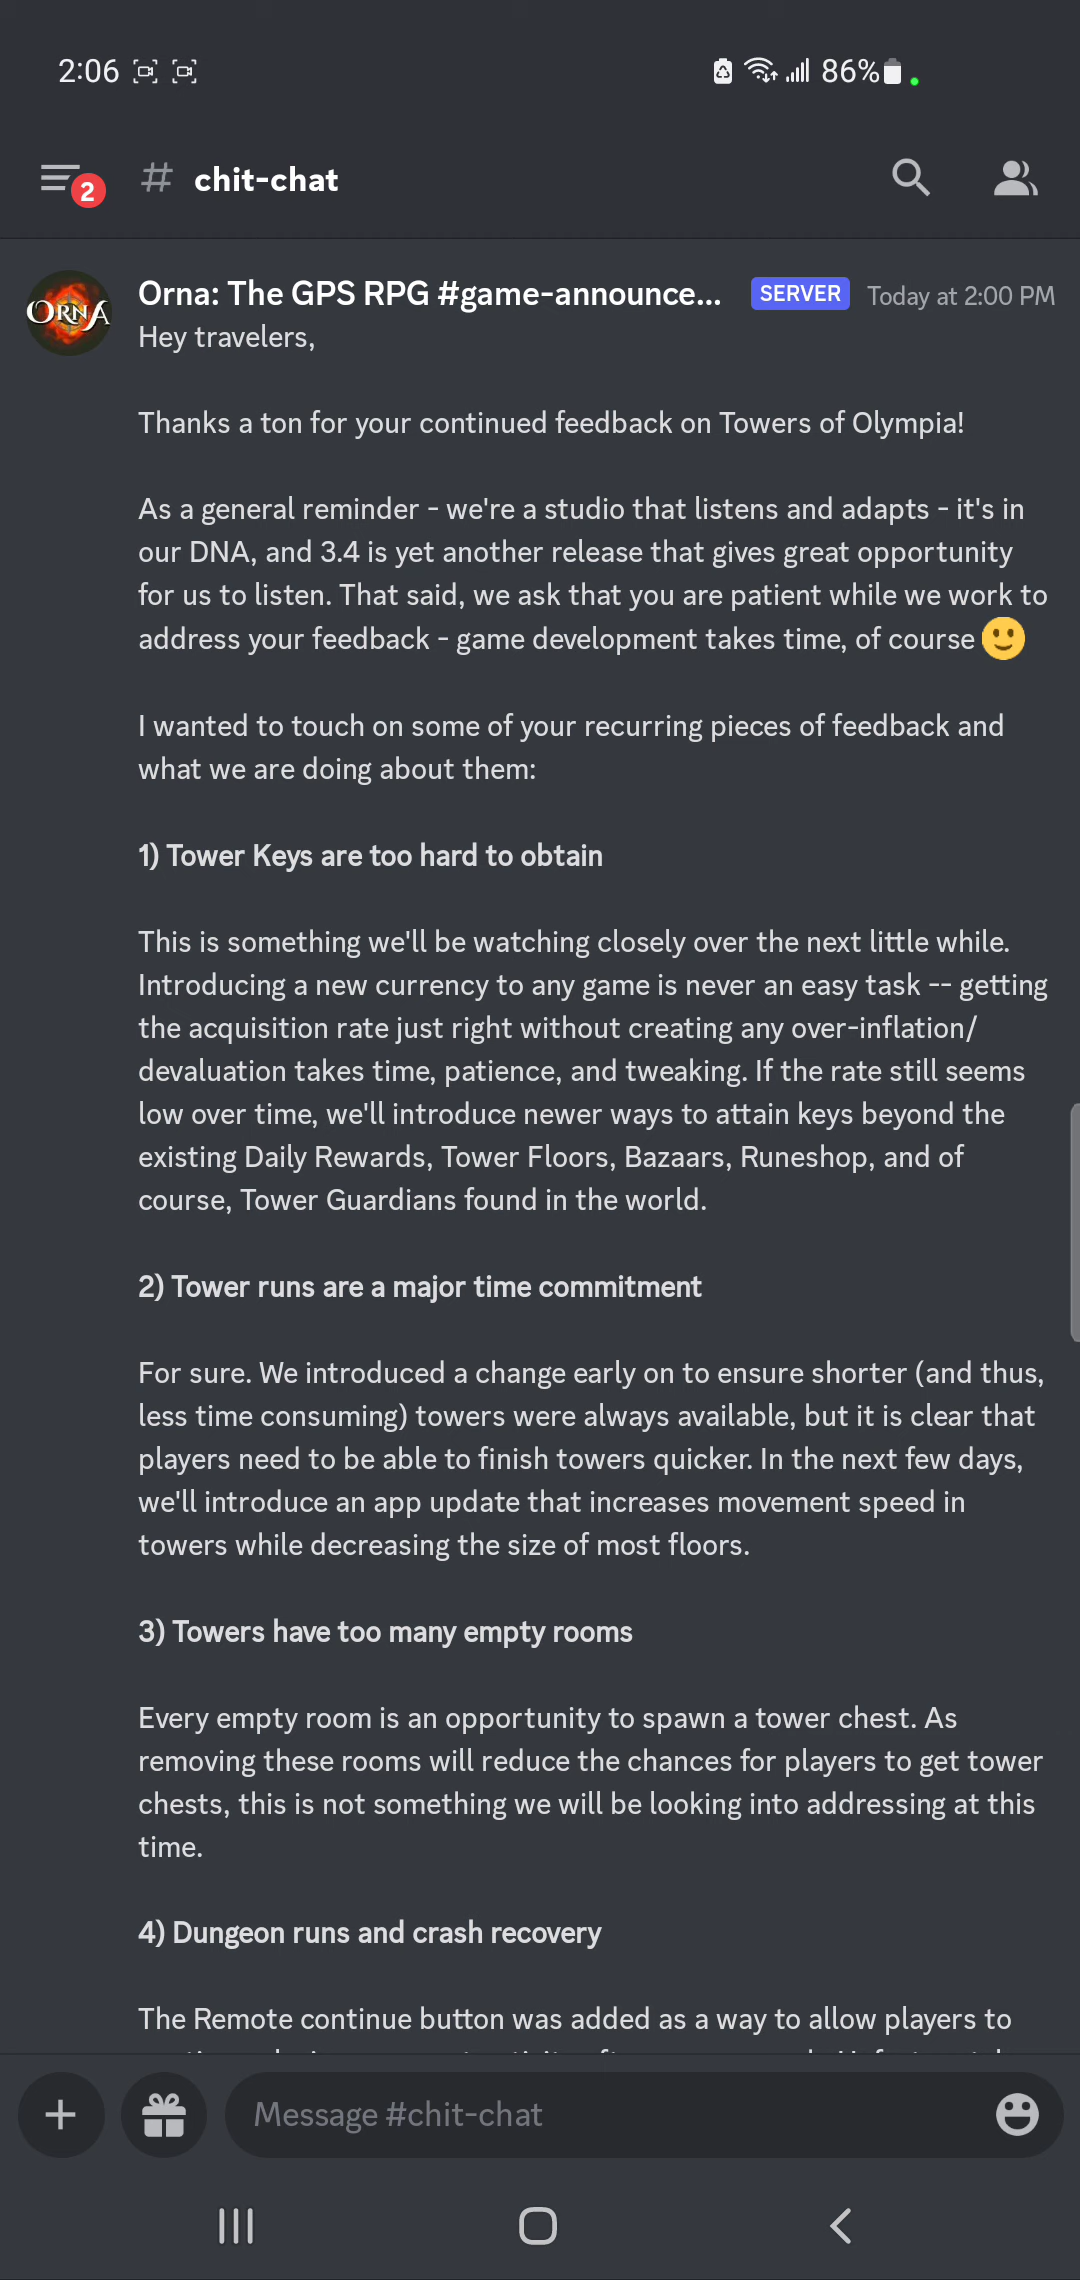 2:06
86%
2
# chit-chat
ORNA
Orna: The GPS RPG #game-announce... SERVER Today at 2:00 PM
Hey travelers,
Thanks a ton for your continued feedback on Towers of Olympia!
As a general reminder - we're a studio that listens and adapts - it's in
our DNA, and 3.4 is yet another release that gives great opportunity
for us to listen. That said, we ask that you are patient while we work to
address your feedback - game development takes time, of course 🙂
I wanted to touch on some of your recurring pieces of feedback and
what we are doing about them:
1) Tower Keys are too hard to obtain
This is something we'll be watching closely over the next little while.
Introducing a new currency to any game is never an easy task -- getting
the acquisition rate just right without creating any over-inflation/
devaluation takes time, patience, and tweaking. If the rate still seems
low over time, we'll introduce newer ways to attain keys beyond the
existing Daily Rewards, Tower Floors, Bazaars, Runeshop, and of
course, Tower Guardians found in the world.
2) Tower runs are a major time commitment
For sure. We introduced a change early on to ensure shorter (and thus,
less time consuming) towers were always available, but it is clear that
players need to be able to finish towers quicker. In the next few days,
we'll introduce an app update that increases movement speed in
towers while decreasing the size of most floors.
3) Towers have too many empty rooms
Every empty room is an opportunity to spawn a tower chest. As
removing these rooms will reduce the chances for players to get tower
chests, this is not something we will be looking into addressing at this
time.
4) Dungeon runs and crash recovery
The Remote continue button was added as a way to allow players to
Message #chit-chat